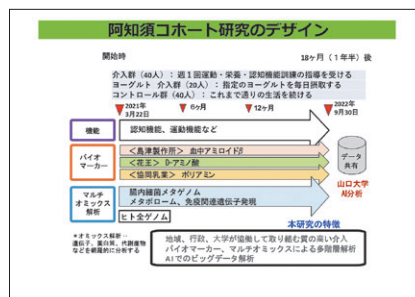 阿知須コホート研究のデザイン
開始時
18ヶ月（1年半）後
介入群（40人）：週1回運動・栄養・認知機能訓練の指導を受ける
ヨーグルト 介入群（20人）：指定のヨーグルトを毎日摂取する
コントロール群（40人）：これまで通りの生活を続ける
2021年
3月22日
6ヶ月
12ヶ月
2022年
9月30日
機能
認知機能、運動機能など
バイオ
マーカー
＜島津製作所＞ 血中アミロイドβ
＜花王＞ D-アミノ酸
＜協同乳業＞ ポリアミン
データ
共有
山口大学
AI分析
マルチ
オミックス
解析
腸内細菌メタゲノム
メタボローム、免疫関連遺伝子発現
ヒト全ゲノム
本研究の特徴
＊オミックス解析－
遺伝子、蛋白質、代謝産物
などを網羅的に分析する
地域、行政、大学が協働して取り組む質の高い介入
バイオマーカー、マルチオミックスによる多階層解析
AIでのビッグデータ解析